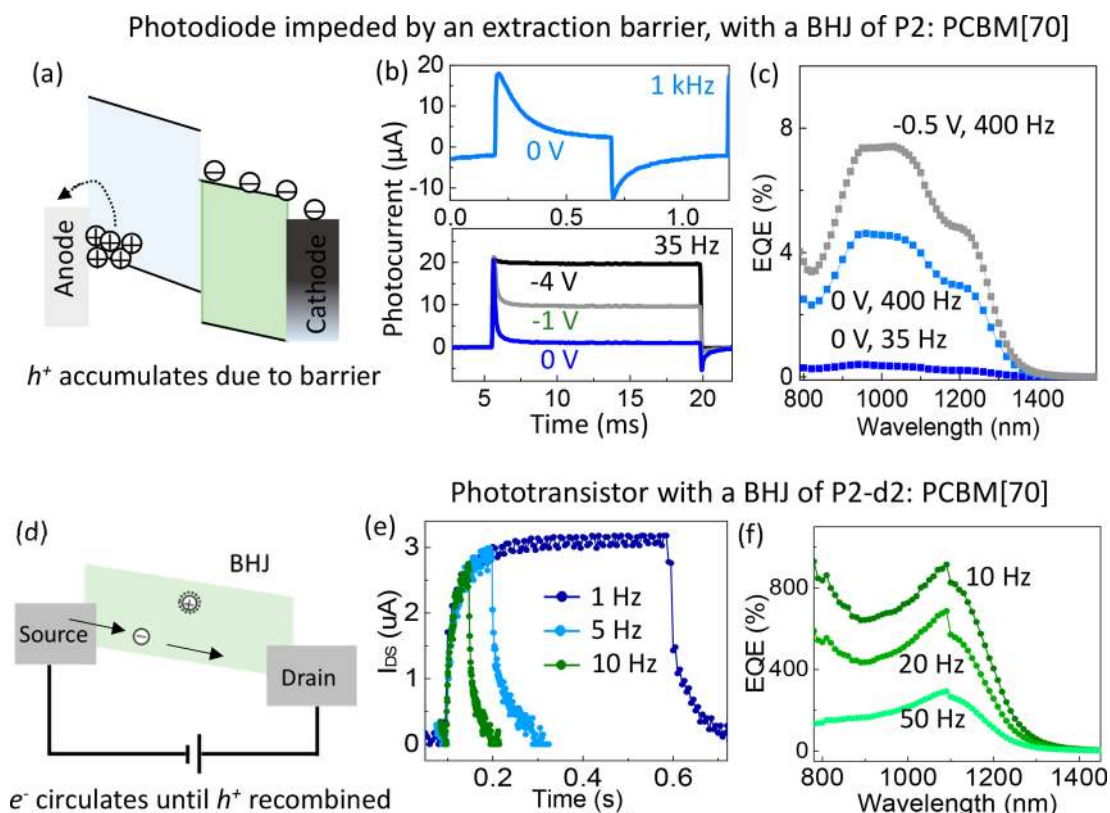 Photodiode impeded by an extraction barrier, with a BHJ of P2: PCBM[70]
(a)
Anode
Cathode
h⁺ accumulates due to barrier
(b)
Photocurrent (µA)
20
10
0
-10
1 kHz
0 V
0.0
0.5
1.0
35 Hz
20
10
0
-4 V
-1 V
0 V
5
10
15
20
Time (ms)
(c)
EQE (%)
8
4
0
-0.5 V, 400 Hz
0 V, 400 Hz
0 V, 35 Hz
800
1000
1200
1400
Wavelength (nm)
Phototransistor with a BHJ of P2-d2: PCBM[70]
(d)
BHJ
Source
Drain
e⁻ circulates until h⁺ recombined
(e)
I_DS (uA)
3
2
1
0
1 Hz
5 Hz
10 Hz
0.2
0.4
0.6
Time (s)
(f)
EQE (%)
800
400
0
10 Hz
20 Hz
50 Hz
800
1000
1200
1400
Wavelength (nm)